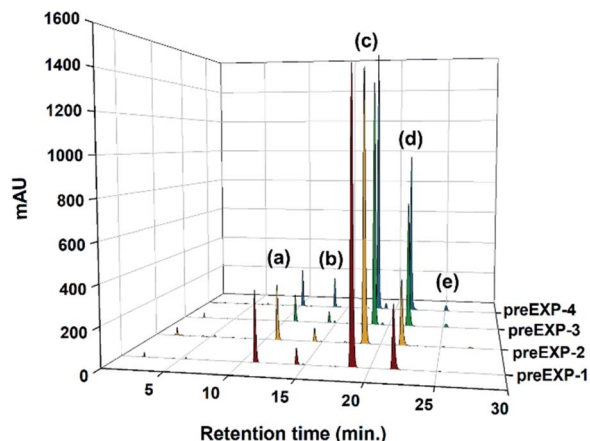 1600
(c)
1400
1200
1000
(d)
mAU
800
600
(a)
(b)
400
(e)
200
preEXP-4
preEXP-3
preEXP-2
preEXP-1
0
5
10
15
20
25
30
Retention time (min.)